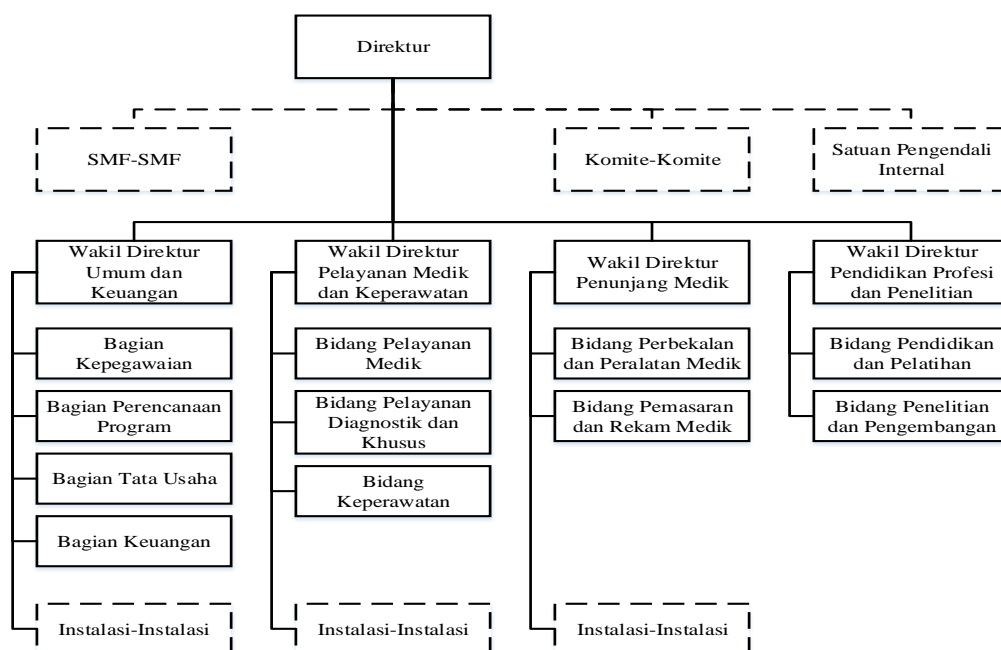 Direktur
SMF-SMF
Komite-Komite
Satuan Pengendali
Internal
Wakil Direktur
Umum dan
Keuangan
Wakil Direktur
Pelayanan Medik
dan Keperawatan
Wakil Direktur
Penunjang Medik
Wakil Direktur
Pendidikan Profesi
dan Penelitian
Bagian
Kepegawaian
Bidang Pelayanan
Medik
Bidang Perbekalan
dan Peralatan Medik
Bidang Pendidikan
dan Pelatihan
Bagian Perencanaan
Program
Bidang Pelayanan
Diagnostik dan
Khusus
Bidang Pemasaran
dan Rekam Medik
Bidang Penelitian
dan Pengembangan
Bagian Tata Usaha
Bidang
Keperawatan
Bagian Keuangan
Instalasi-Instalasi
Instalasi-Instalasi
Instalasi-Instalasi